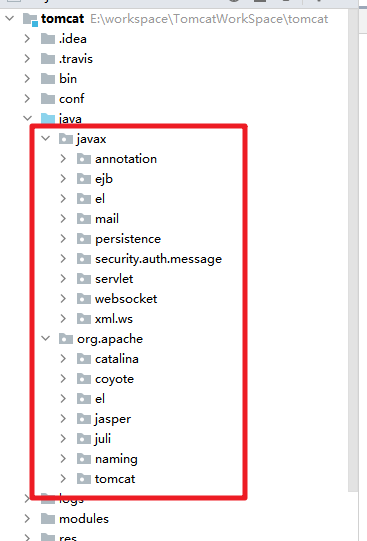 tomcat E:\workspace\TomcatWorkSpace\tomcat
.idea
.travis
bin
conf
java
javax
annotation
ejb
el
mail
persistence
security.auth.message
servlet
websocket
xml.ws
org.apache
catalina
coyote
el
jasper
juli
naming
tomcat
logs
modules
res